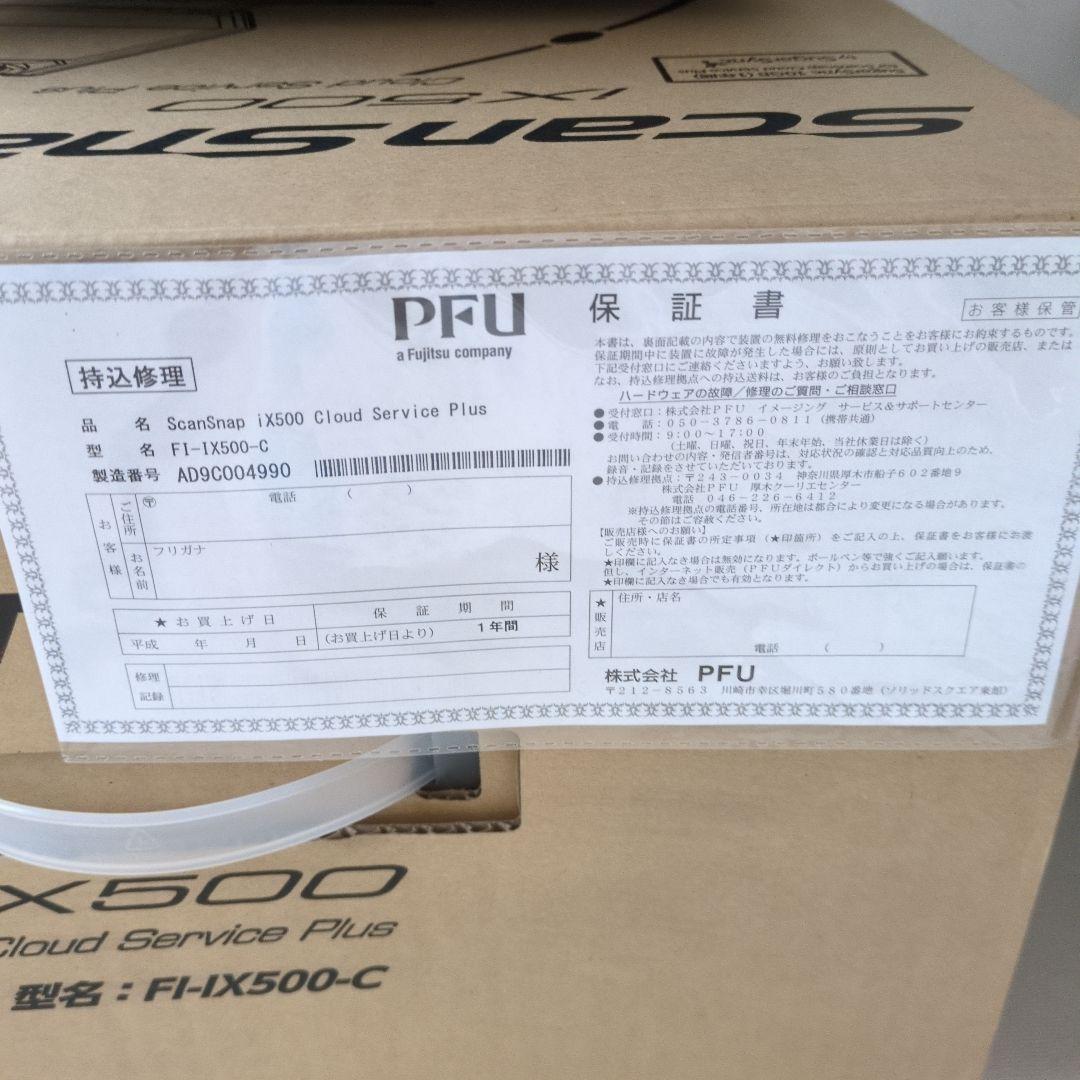 SugarSync 10GB(1年間)
for ScanSnap Cloud Service Plus
by SugarSync
Cloud Service Plus
iX500
ScanSna
PFU
a Fujitsu company
保証書
お客様保管
持込修理
本書は、裏面記載の内容で装置の無料修理をおこなうことをお客様にお約束するものです。
保証期間中に装置に故障が発生した場合には、原則としてお買い上げの販売店、または
下記受付窓口にご連絡くださいますよう、お願い致します。
なお、持込修理拠点への持込送料は、お客様のご負担となります。
ハードウェアの故障/修理のご質問・ご相談窓口
●受付窓口:株式会社PFU イメージング サービス&サポートセンター
●電 話:050-3786-0811(携帯共通)
●受付時間:9:00~17:00
(土曜、日曜、祝日、年末年始、当社休業日は除く)
お問い合わせの内容・発信者番号は、対応状況の確認と対応品質向上のため、
録音・記録をさせていただいております。
●持込修理拠点:〒243-0034 神奈川県厚木市船子602番地9
株式会社PFU 厚木クーリエセンター
電話 046-226-6412
※持込修理拠点の電話番号、所在地は都合により変更になる場合があります。
その節はご容赦ください。
【販売店様へのお願い】
ご販売時に保証書の所定事項(★印箇所)をご記入の上、保証書をお客様にお渡
しください。
★印欄に記入なき場合は無効になります。ボールペン等で強くご記入願います。
但し、インターネット販売(PFUダイレクト)からお買い上げの場合は、保証書の
★印欄に記入なき場合でも有効となります。
品 名 ScanSnap iX500 Cloud Service Plus
型 名 FI-IX500-C
製造番号 AD9C004990
お客様
ご住所
〒
電話 ( )
お名前
フリガナ
様
★お買上げ日
保証期間
平成 年 月 日
(お買上げ日より) 1年間
修理
記録
★販売店
住所・店名
電話 ( )
株式会社 PFU
〒212-8563 川崎市幸区堀川町580番地(ソリッドスクエア東館)
iX500
Cloud Service Plus
型名:FI-IX500-C